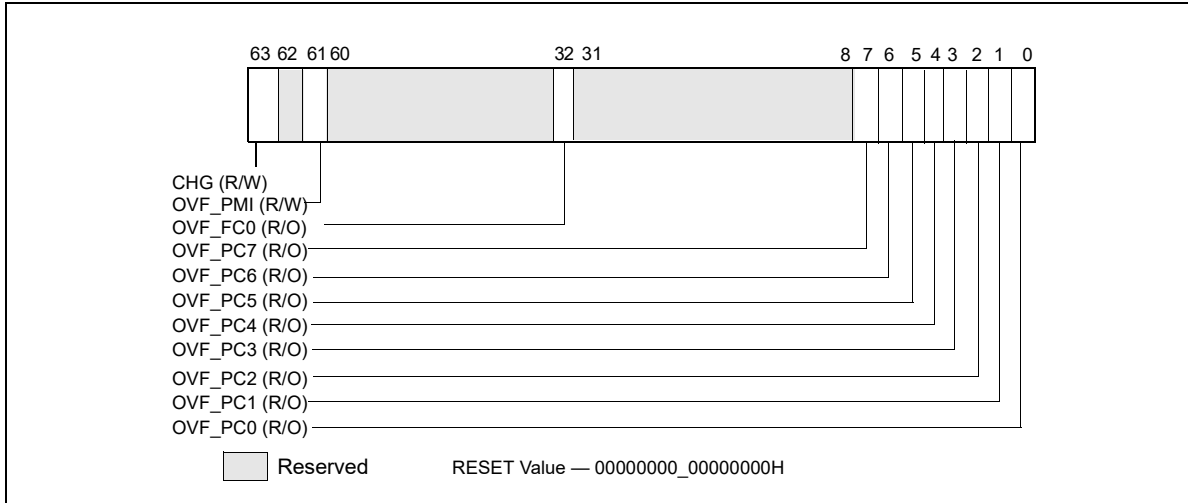 63 62 61 60 32 31 8 7 6 5 4 3 2 1 0
CHG (R/W)
OVF_PMI (R/W)
OVF_FC0 (R/O)
OVF_PC7 (R/O)
OVF_PC6 (R/O)
OVF_PC5 (R/O)
OVF_PC4 (R/O)
OVF_PC3 (R/O)
OVF_PC2 (R/O)
OVF_PC1 (R/O)
OVF_PC0 (R/O)
Reserved RESET Value — 00000000_00000000H